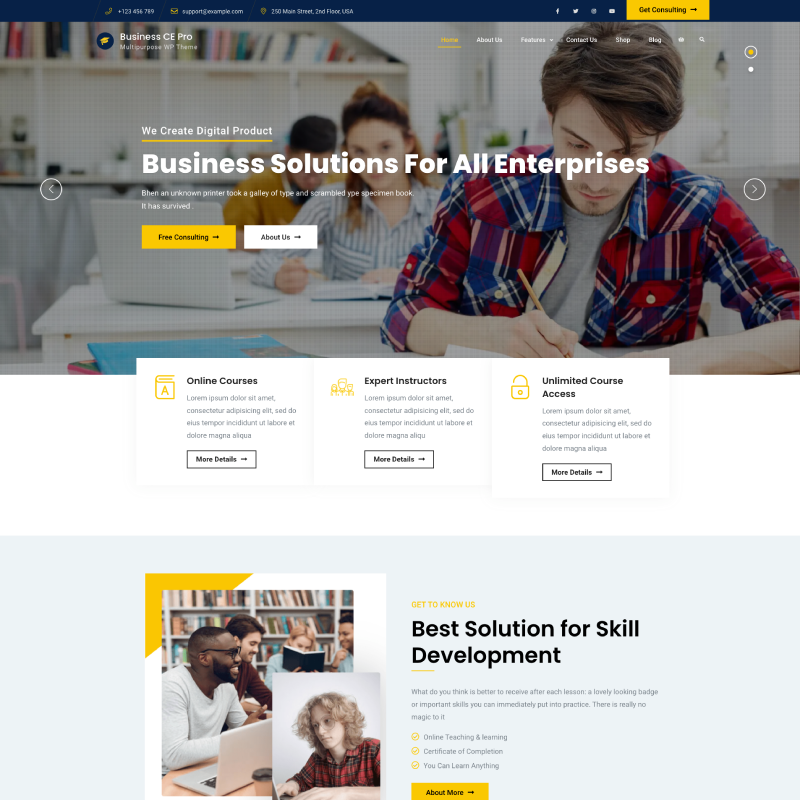 +123 456 789
support@example.com
250 Main Street, 2nd Floor, USA
Get Consulting
Business CE Pro
Multipurpose WP Theme
Home
About Us
Features
Contact Us
Shop
Blog
We Create Digital Product
Business Solutions For All Enterprises
Bhen an unknown printer took a galley of type and scrambled ype specimen book.
It has survived .
Free Consulting
About Us
Online Courses
Lorem ipsum dolor sit amet,
consectetur adipisicing elit, sed do
eius tempor incididunt ut labore et
dolore magna aliqua
More Details
Expert Instructors
Lorem ipsum dolor sit amet,
consectetur adipisicing elit, sed do
eius tempor incididunt ut labore et
dolore magna aliqu
More Details
Unlimited Course
Access
Lorem ipsum dolor sit amet,
consectetur adipisicing elit, sed do
eius tempor incididunt ut labore et
dolore magna aliqua
More Details
GET TO KNOW US
Best Solution for Skill
Development
What do you think is better to receive after each lesson: a lovely looking badge
or important skills you can immediately put into practice. There is really no
magic to it
Online Teaching & learning
Certificate of Completion
You Can Learn Anything
About More